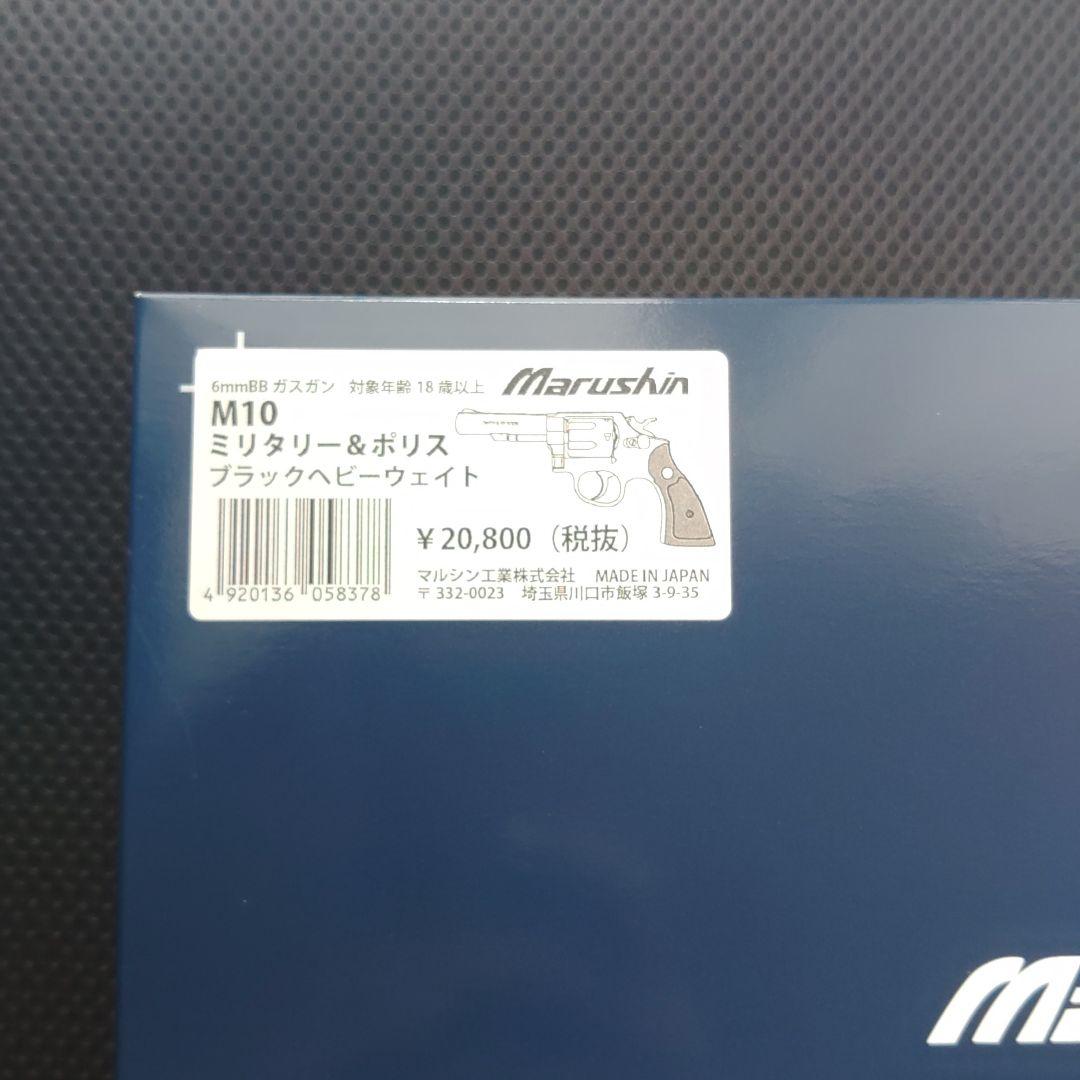 6mmBB ガスガン 対象年齢 18 歳以上
Marushin
M10
ミリタリー＆ポリス
ブラックヘビーウェイト
¥20,800（税抜）
マルシン工業株式会社 MADE IN JAPAN
〒332-0023 埼玉県川口市飯塚 3-9-35
4 920136 058378